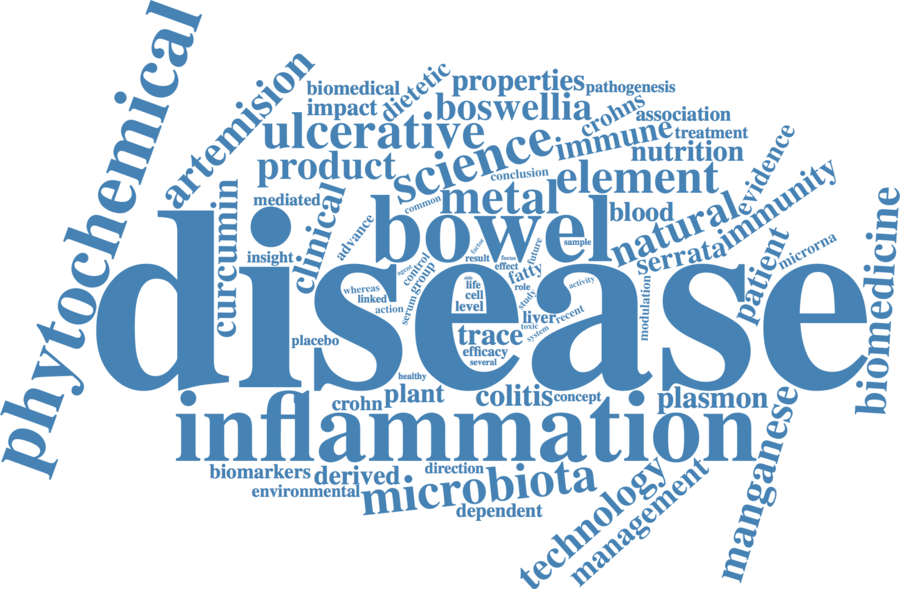 phytochemical
artemision
biomedical
dietetic
properties
pathogenesis
impact
boswellia
crohns
association
ulcerative
science
immune
treatment
product
conclusion
nutrition
evidence
mediated
common
metal
element
immunity
curcumin
clinical
advance
bowel
blood
natural
serrata
patient
microrna
biomedicine
disease
insight
factor
result
focus
future
sample
effect
control
agent
group
fatty
role
whereas
linked
action
serum
side
life
cell
level
study
activity
modulation
liver
recent
toxic
system
placebo
trace
efficacy
several
healthy
crohn
plant
colitis
concept
plasmon
manganese
inflammation
biomarkers
derived
direction
environmental
microbiota
dependent
technology
management